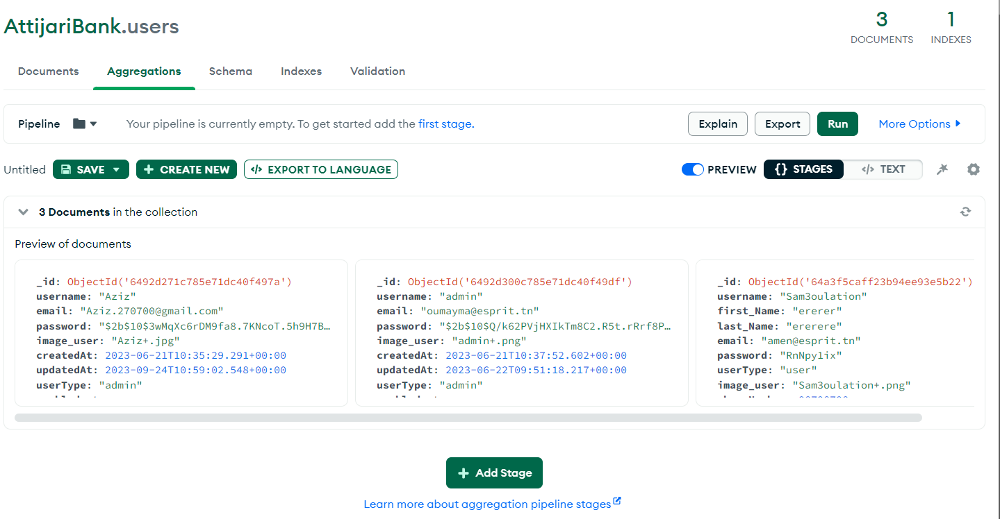 AttijariBank.users
3
DOCUMENTS
1
INDEXES
Documents Aggregations Schema Indexes Validation
Pipeline Your pipeline is currently empty. To get started add the first stage. Explain Export Run More Options
Untitled SAVE + CREATE NEW </> EXPORT TO LANGUAGE PREVIEW {} STAGES </> TEXT
3 Documents in the collection
Preview of documents
_id: ObjectId('6492d271c785e71dc40f497a')
username: "Aziz"
email: "Aziz.270700@gmail.com"
password: "$2b$10$3wMqXc6rDM9fa8.7KNcoT.5h9H7B…
image_user: "Aziz+.jpg"
createdAt: 2023-06-21T10:35:29.291+00:00
updatedAt: 2023-09-24T10:59:02.548+00:00
userType: "admin"
_id: ObjectId('6492d300c785e71dc40f49df')
username: "admin"
email: "oumayma@esprit.tn"
password: "$2b$10$Q/k62PVjHXIkTm8C2.R5t.rRrf8P…
image_user: "admin+.png"
createdAt: 2023-06-21T10:37:52.602+00:00
updatedAt: 2023-06-22T09:51:18.217+00:00
userType: "admin"
_id: ObjectId('64a3f5caff23b94ee93e5b22')
username: "Sam3oulation"
first_Name: "ererer"
last_Name: "ererere"
email: "amen@esprit.tn"
password: "RnNpy1ix"
userType: "user"
image_user: "Sam3oulation+.png"
+ Add Stage
Learn more about aggregation pipeline stages